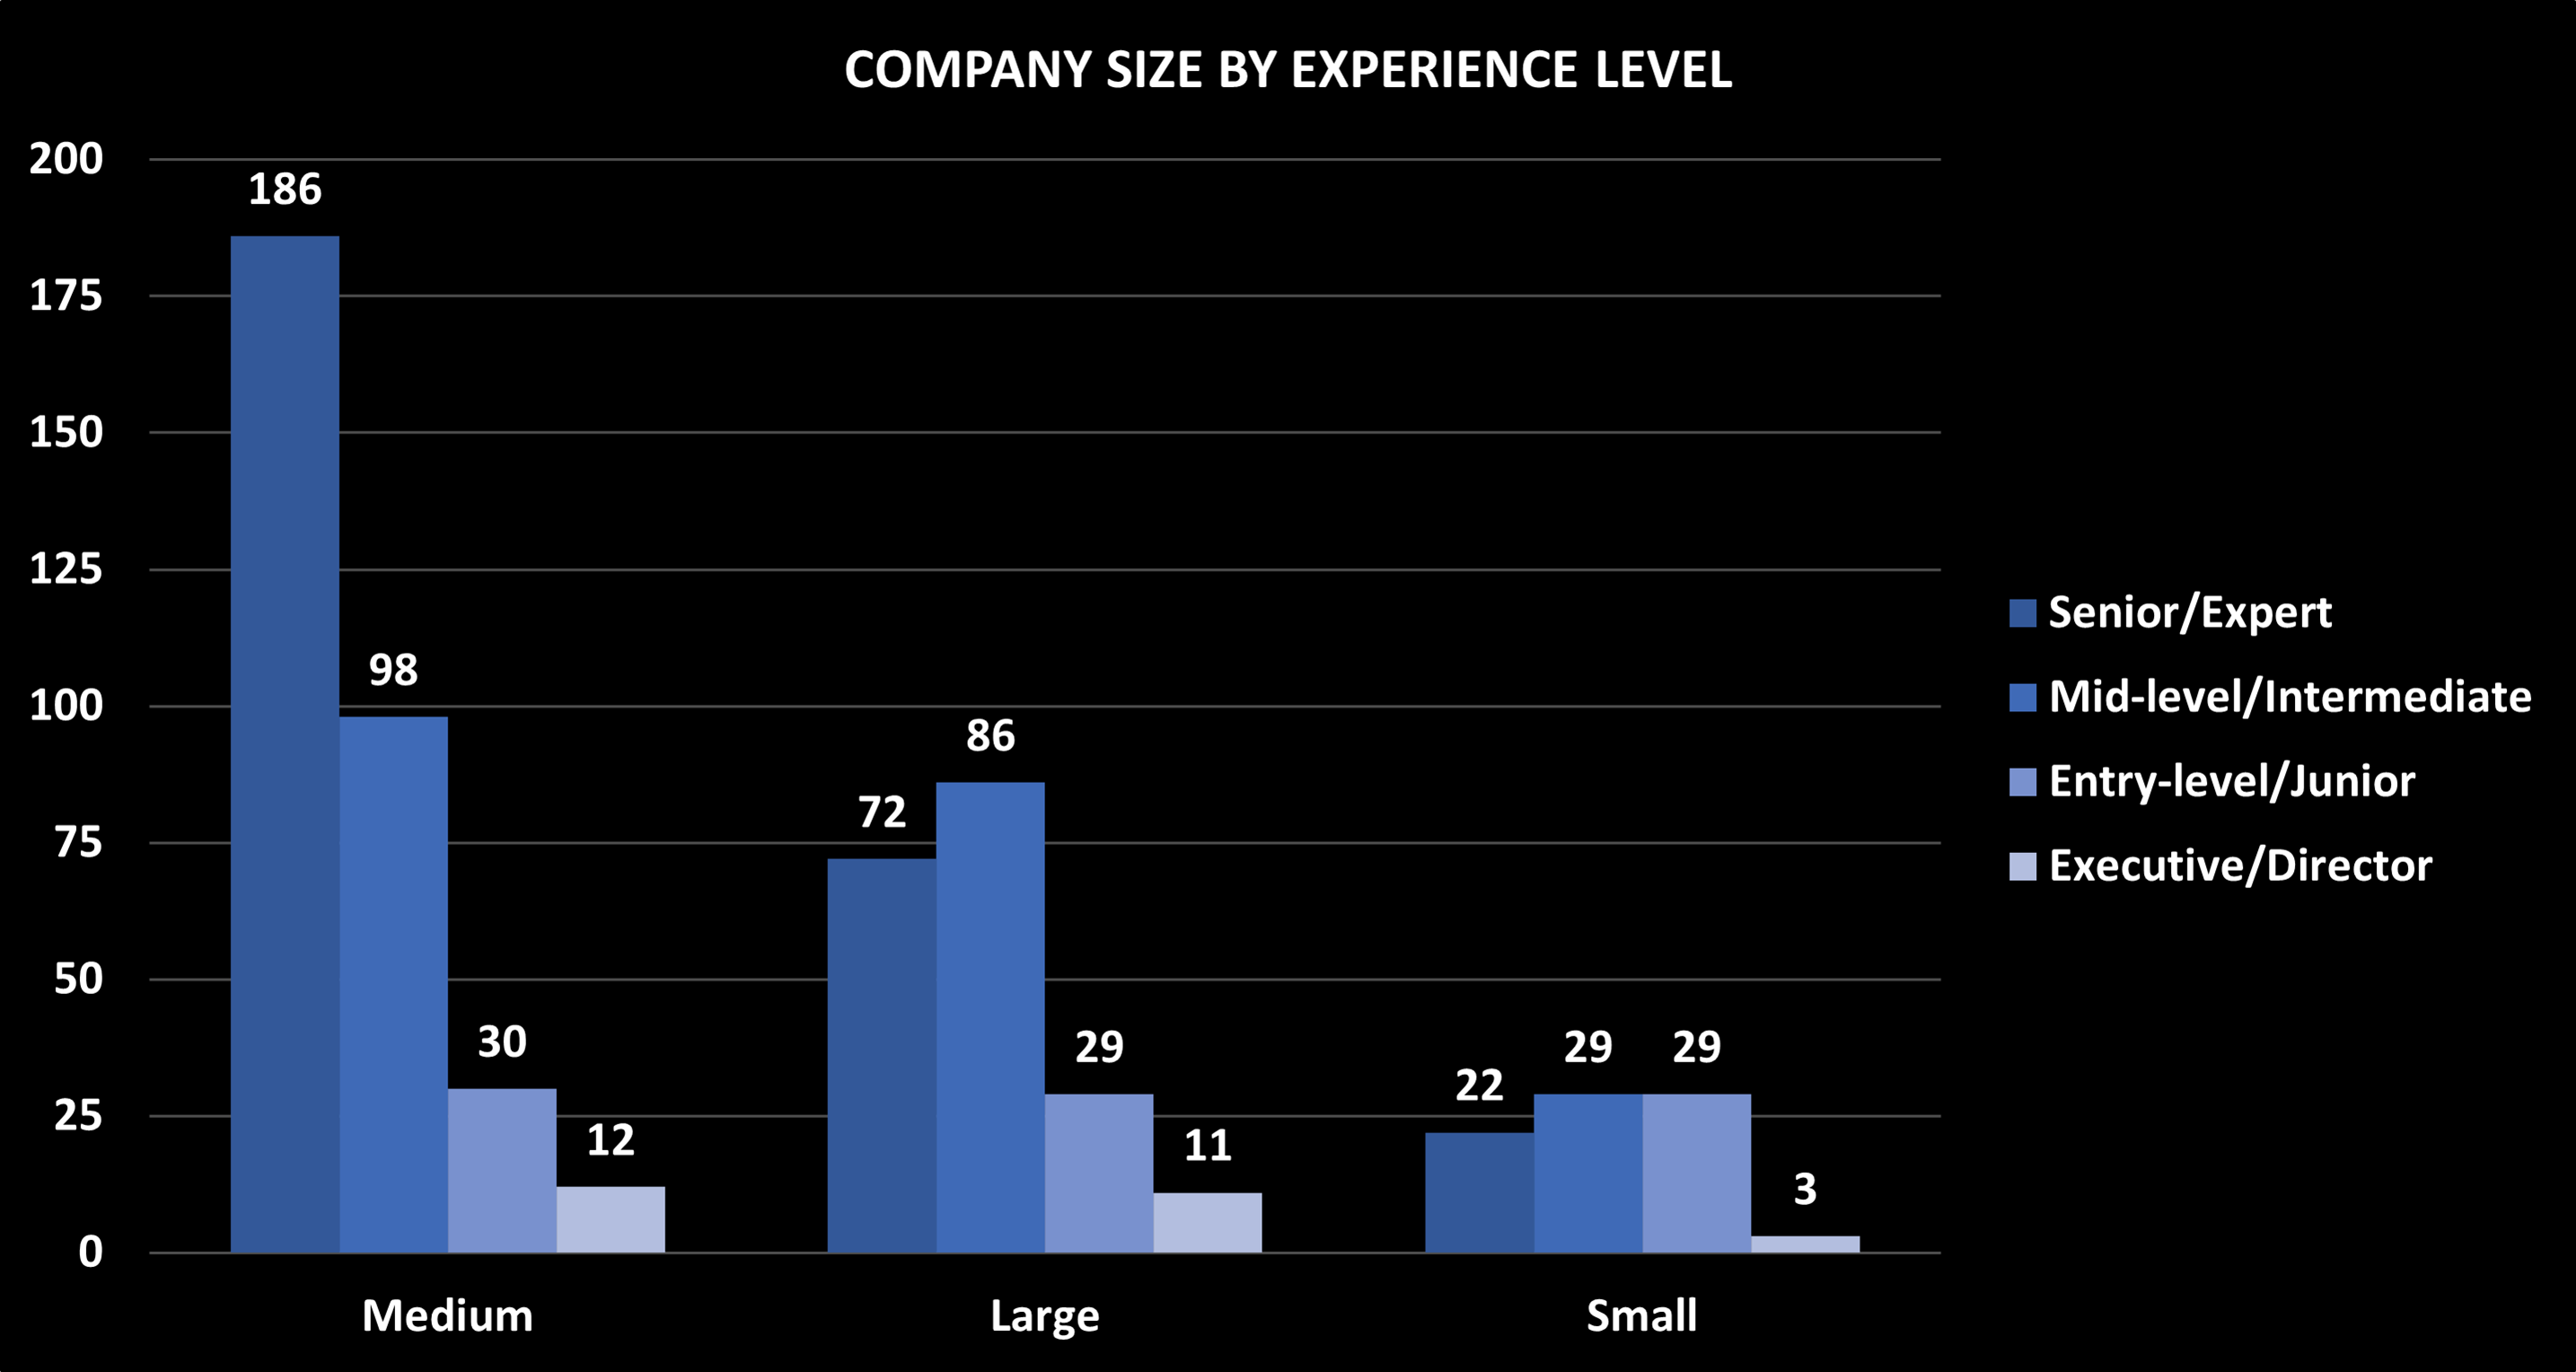 COMPANY SIZE BY EXPERIENCE LEVEL
200
175
150
125
100
75
50
25
0
186
98
30
12
72
86
29
11
22
29
29
3
Medium
Large
Small
Senior/Expert
Mid-level/Intermediate
Entry-level/Junior
Executive/Director